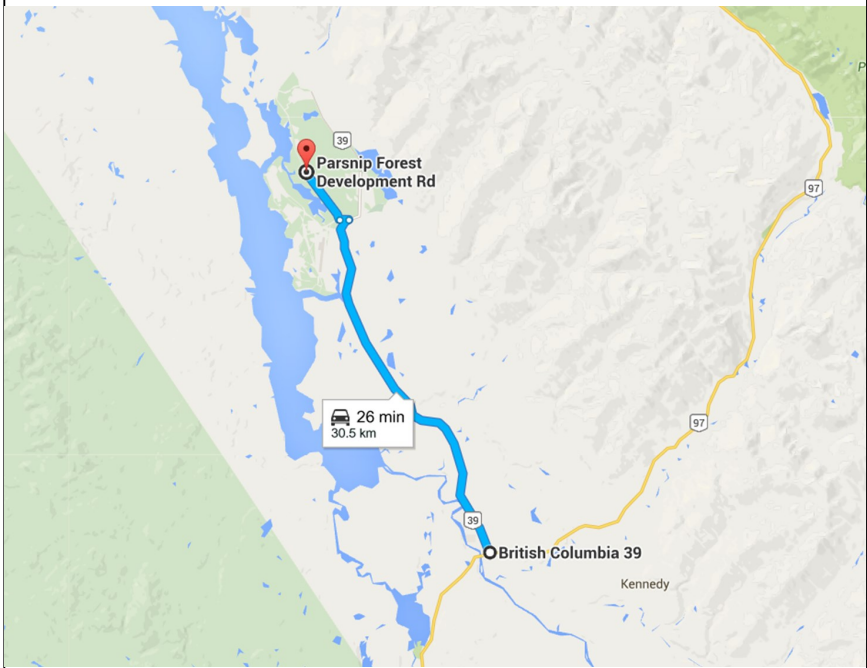 P
39
Parsnip Forest
Development Rd
97
26 min
30.5 km
97
39
British Columbia 39
Kennedy